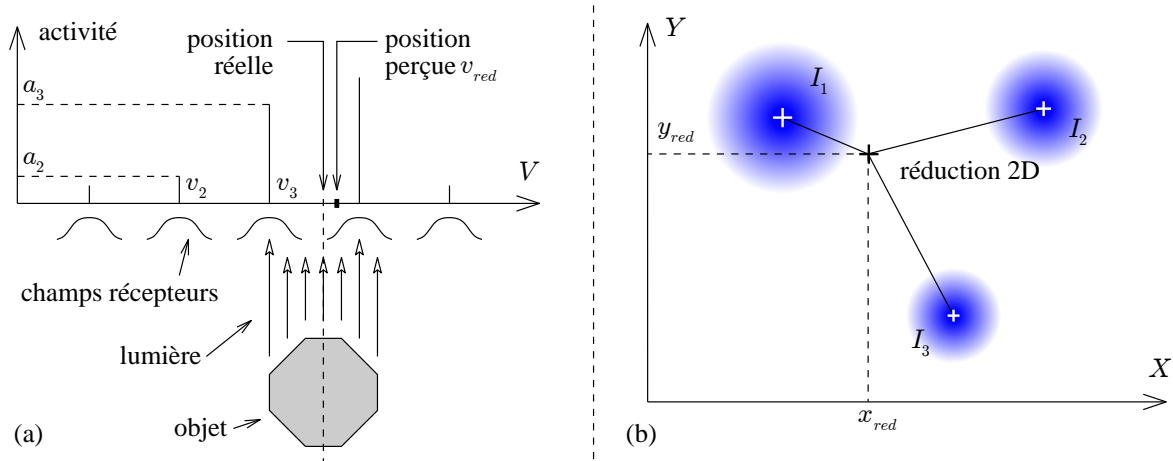 activité
position
réelle
position
perçue v_red
a_3
a_2
v_2
v_3
V
champs récepteurs
lumière
objet
(a)
Y
I_1
I_2
y_red
réduction 2D
I_3
X
x_red
(b)